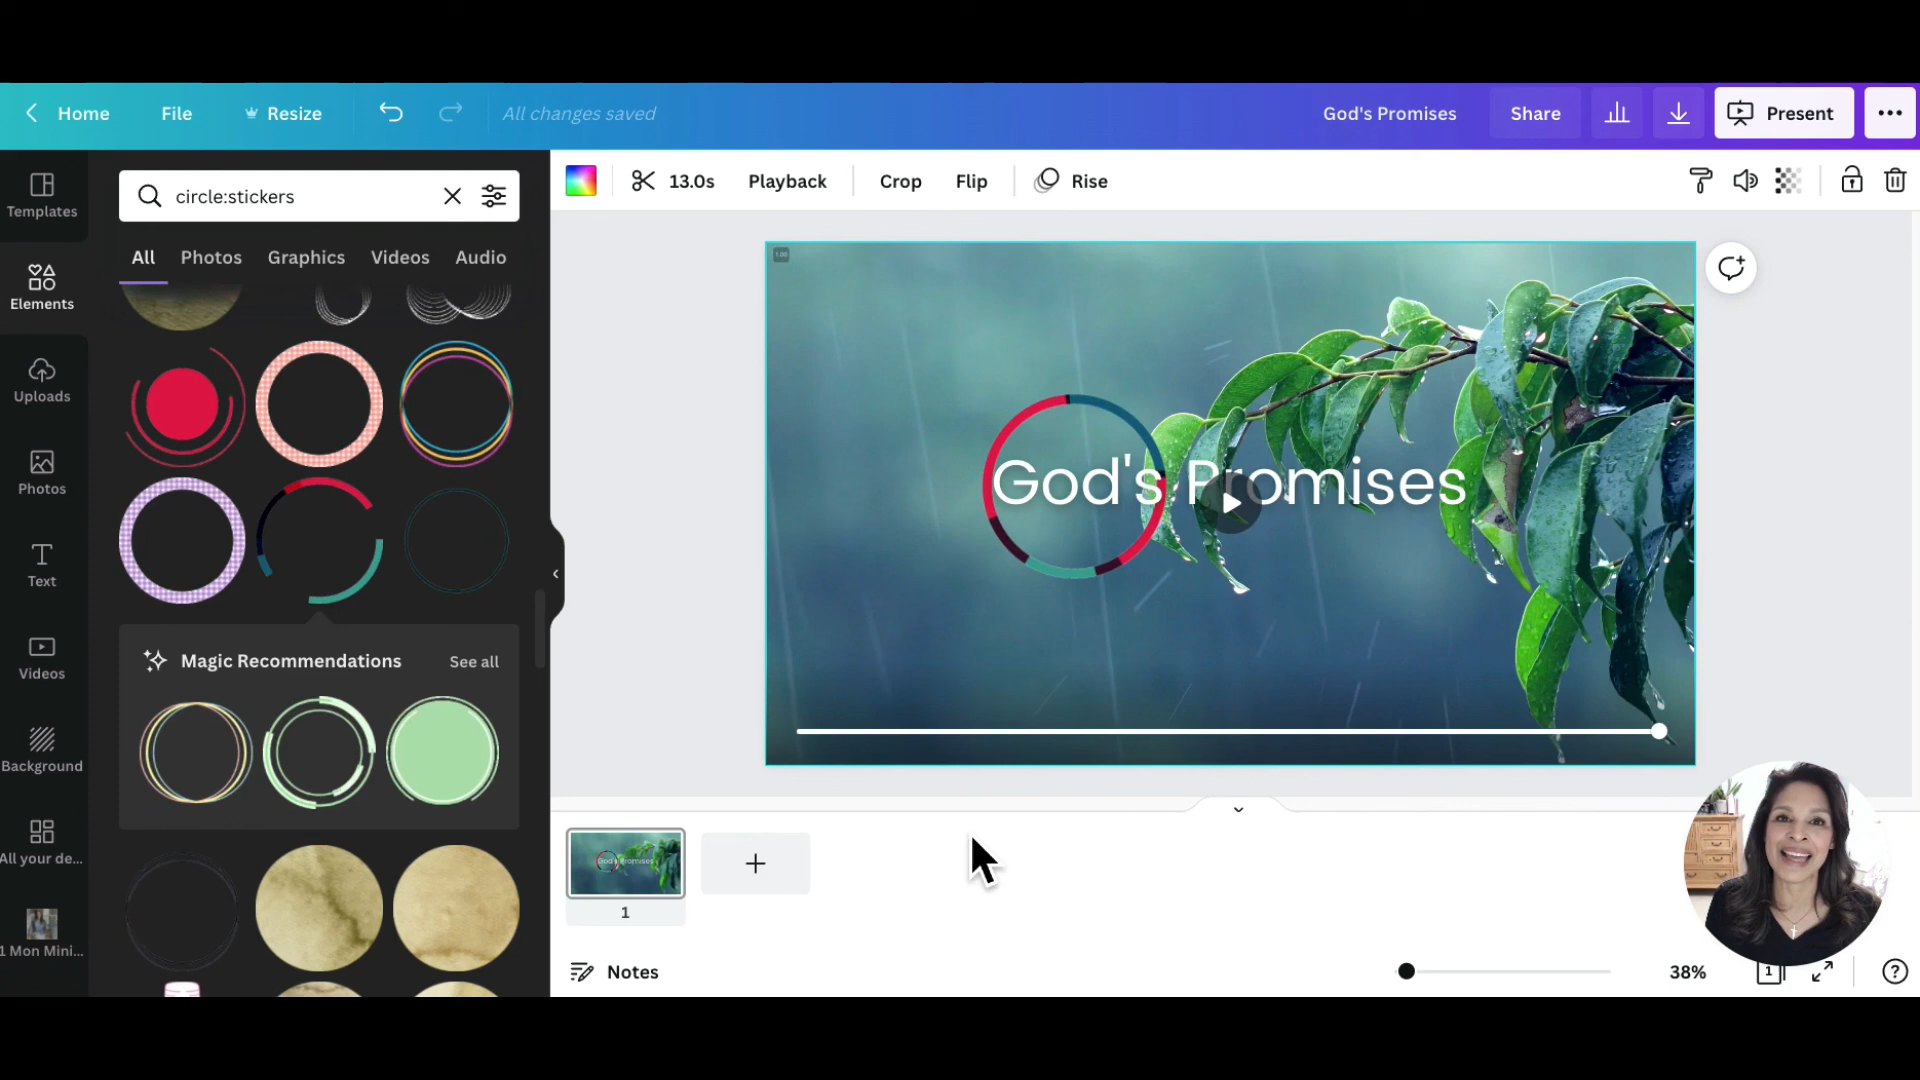 Home File Resize All changes saved God's Promises Share Present
Templates
Elements
Uploads
Photos
Text
Videos
Background
All your de...
1 Mon Mini...
circle:stickers
All Photos Graphics Videos Audio
Magic Recommendations See all
13.0s Playback Crop Flip Rise
God's Promises
1
Notes
38% 1